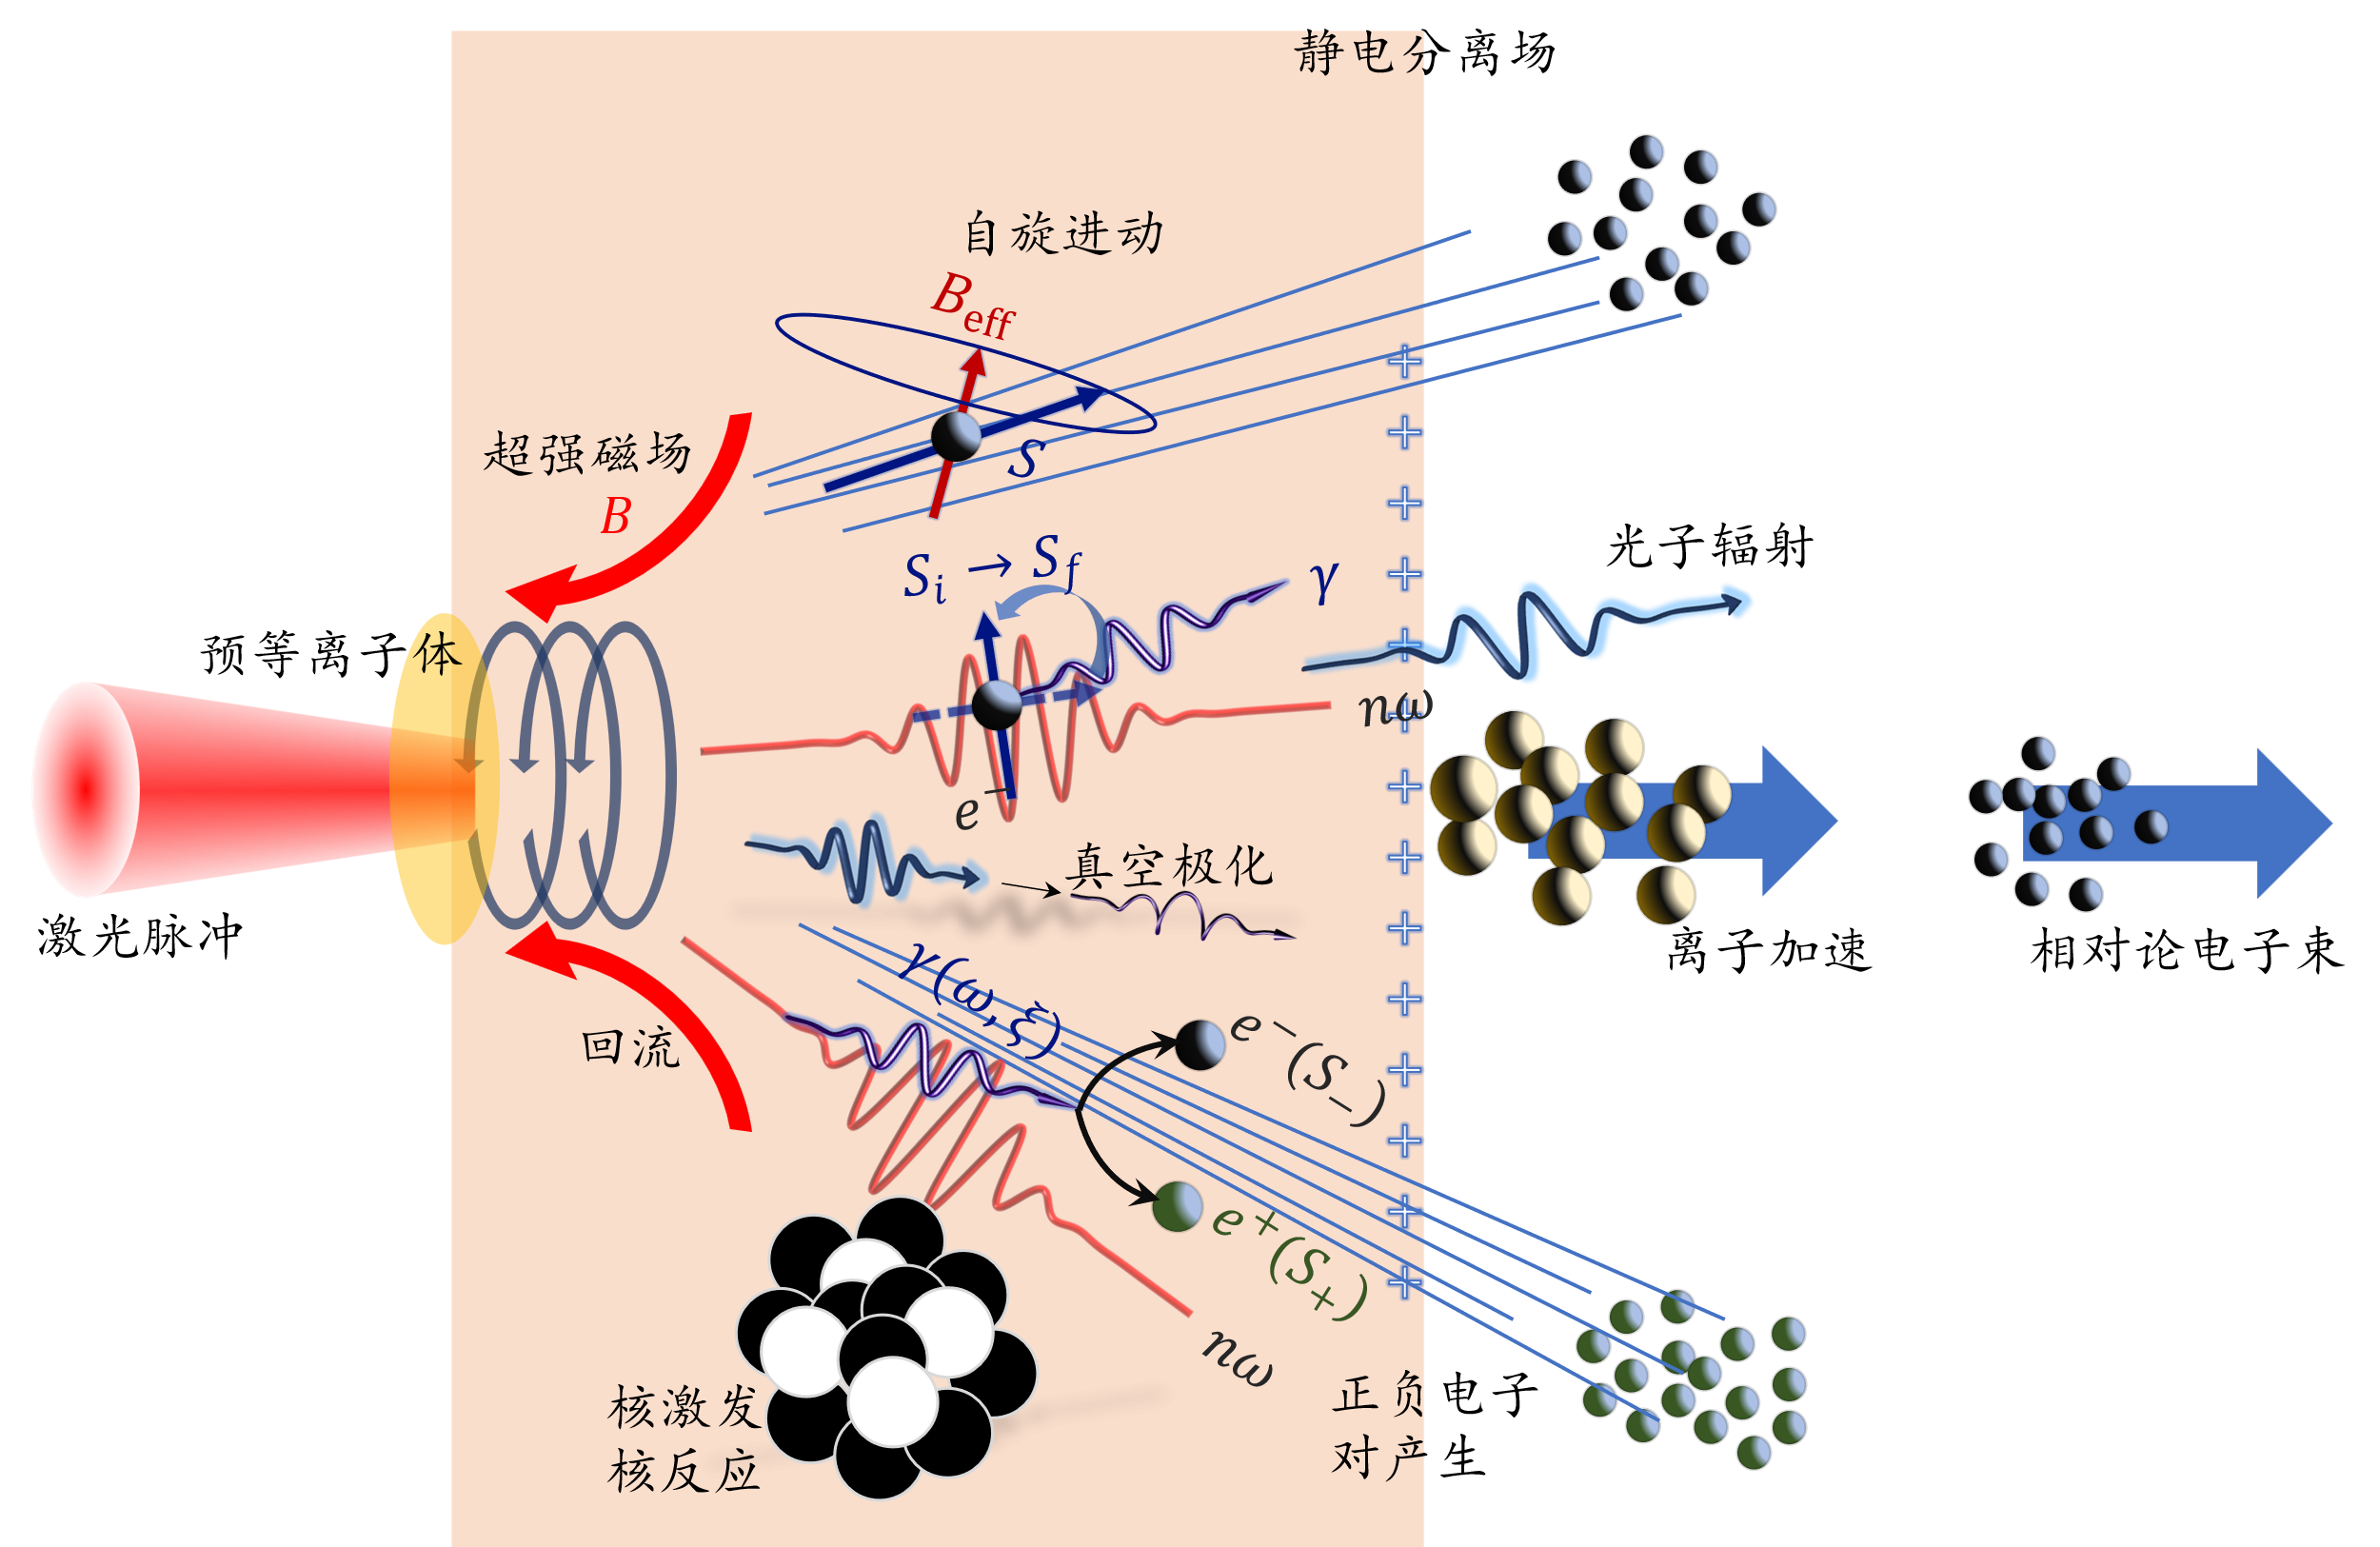 静电分离场
自旋进动
B_eff
S
超强磁场
B
S_i → S_f
γ
光子辐射
预等离子体
nω
e⁻
真空极化
激光脉冲
离子加速
相对论电子束
γ(ω,ξ)
回流
e⁻(S₋)
e⁺(S₊)
nω
核激发
核反应
正负电子
对产生
+
+
+
+
+
+
+
+
+
+
+
+
+
+